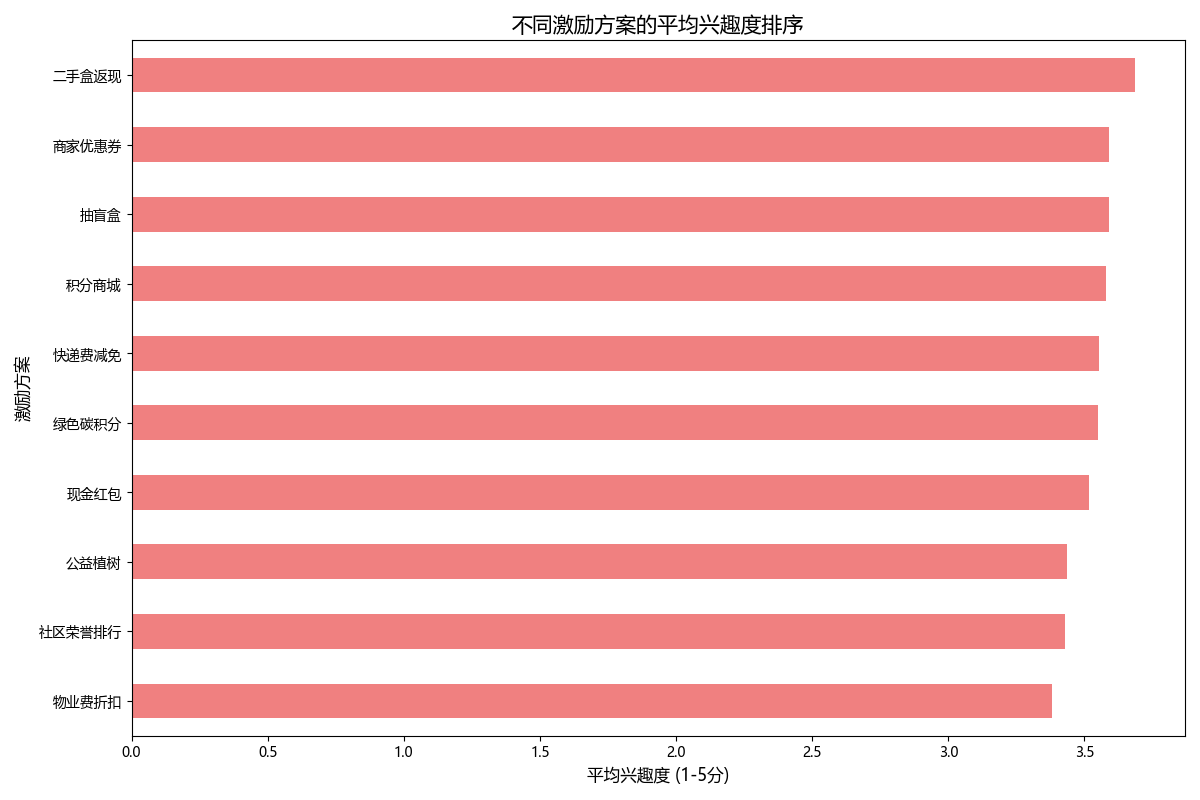 不同激励方案的平均兴趣度排序
二手盒返现
商家优惠券
抽盲盒
积分商城
快递费减免
绿色碳积分
现金红包
公益植树
社区荣誉排行
物业费折扣
激励方案
0.0 0.5 1.0 1.5 2.0 2.5 3.0 3.5
平均兴趣度 (1-5分)